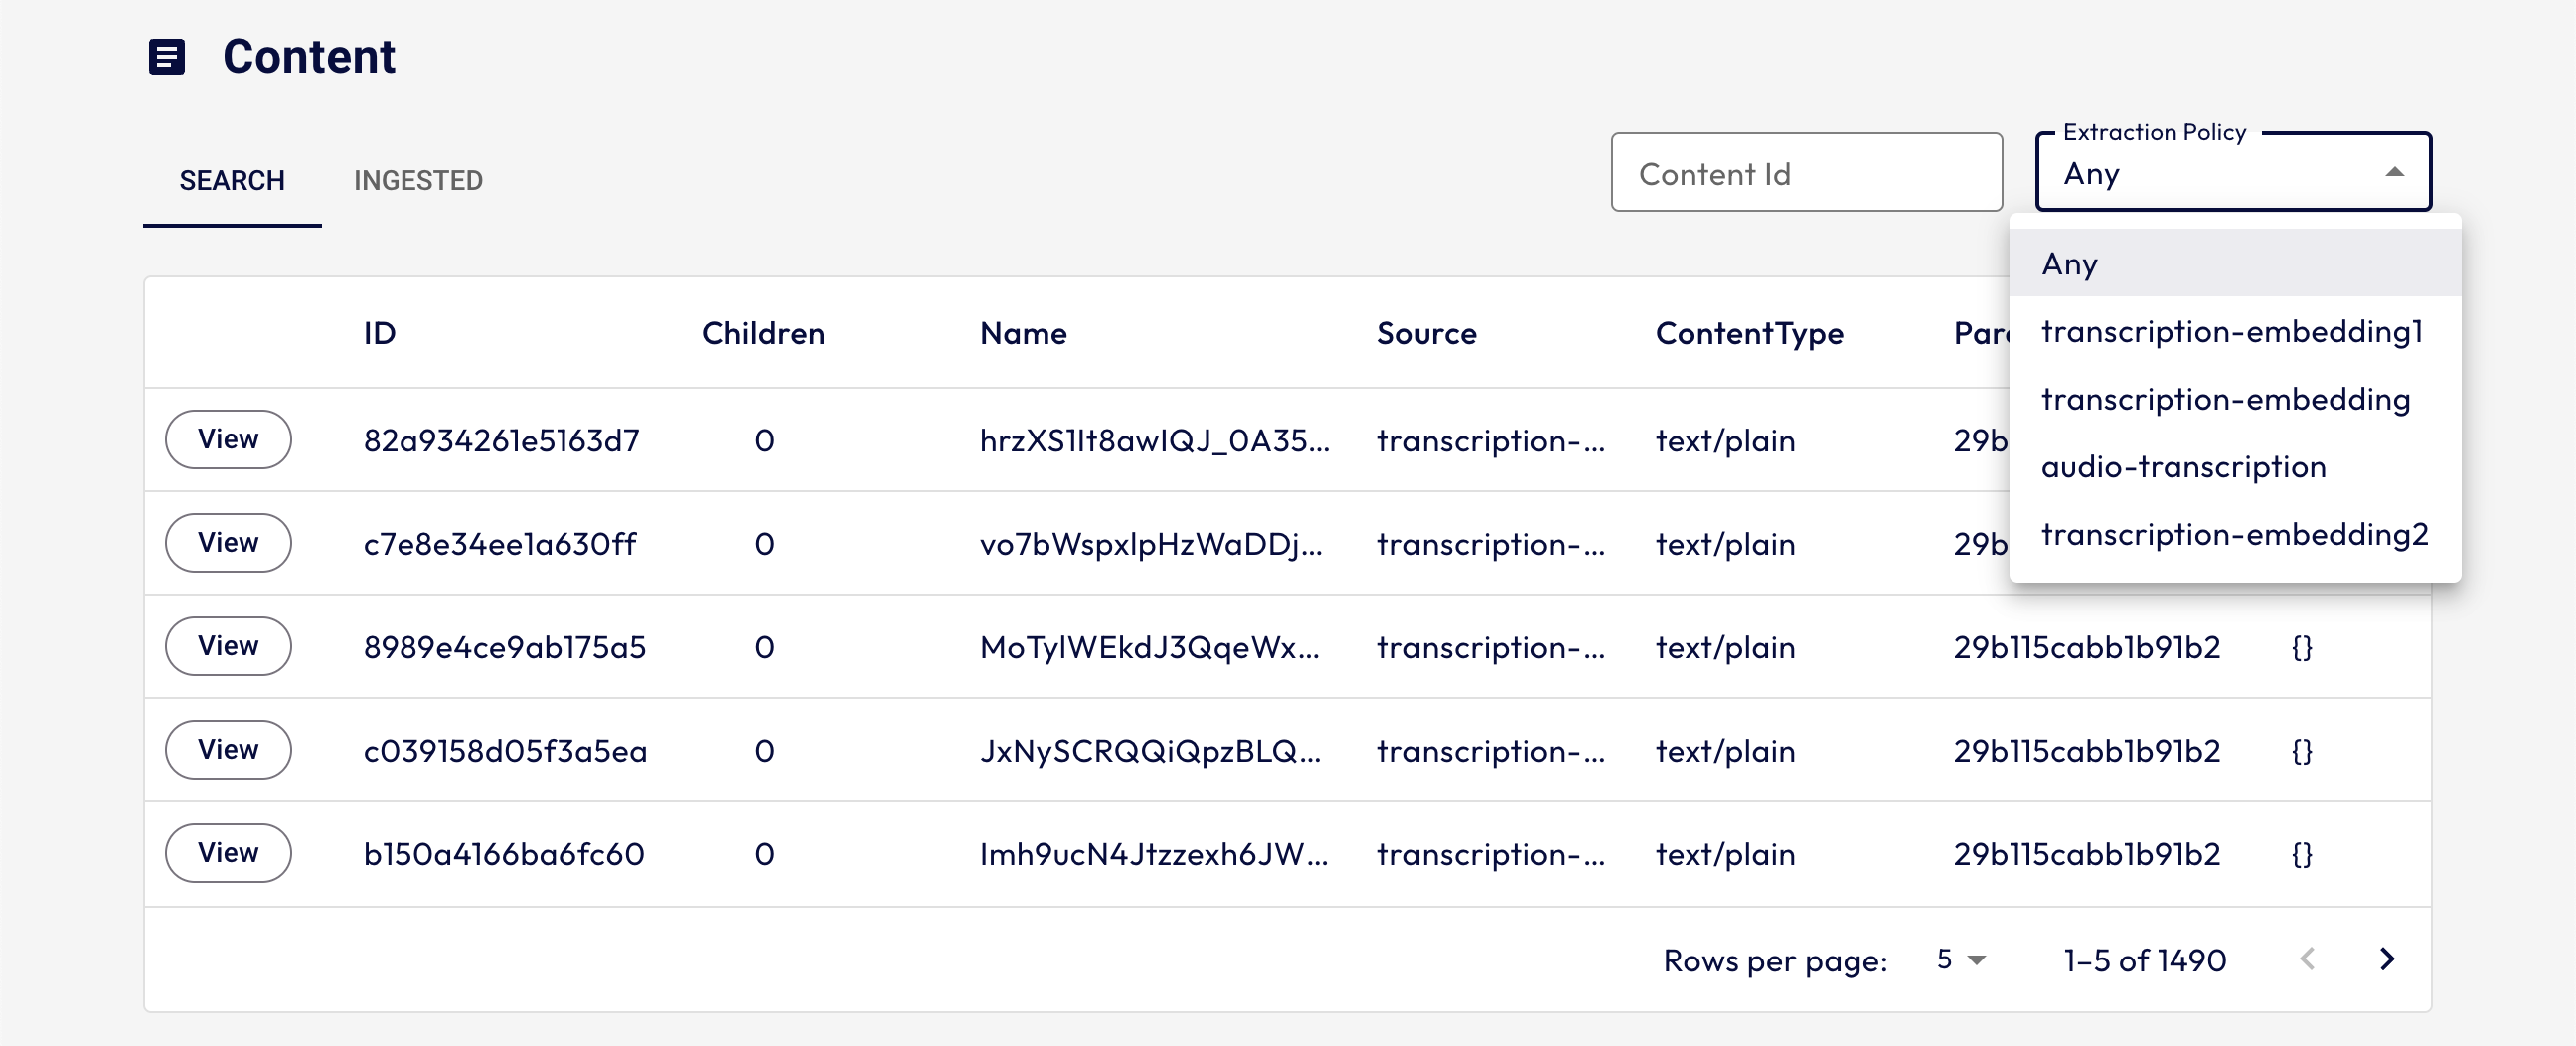 Content
SEARCH INGESTED
Content Id
Extraction Policy
Any
Any
transcription-embedding1
transcription-embedding
audio-transcription
transcription-embedding2
ID Children Name Source ContentType Par
View 82a934261e5163d7 0 hrzXS1It8awIQJ_0A35... transcription-... text/plain 29b
View c7e8e34ee1a630ff 0 vo7bWspxlpHzWaDDj... transcription-... text/plain 29b
View 8989e4ce9ab175a5 0 MoTylWEkdJ3QqeWx... transcription-... text/plain 29b115cabb1b91b2 {}
View c039158d05f3a5ea 0 JxNySCRQQiQpzBLQ... transcription-... text/plain 29b115cabb1b91b2 {}
View b150a4166ba6fc60 0 Imh9ucN4Jtzzexh6JW... transcription-... text/plain 29b115cabb1b91b2 {}
Rows per page: 5 1–5 of 1490